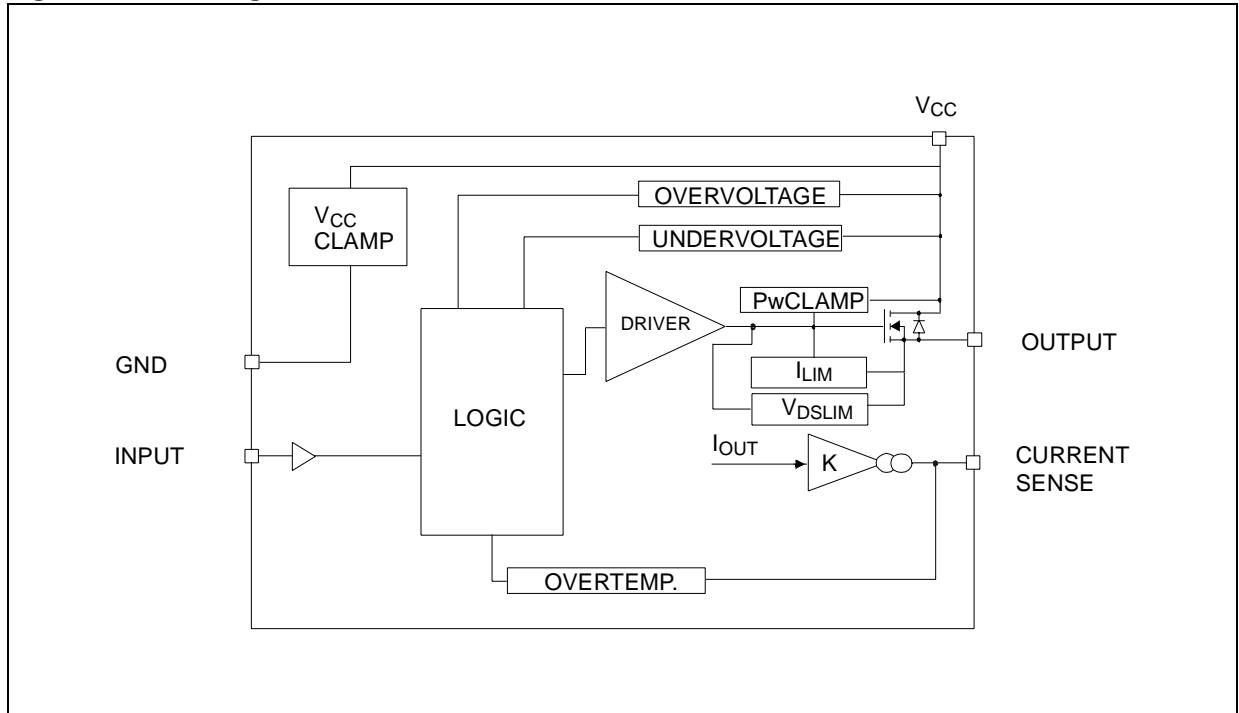 VCC
OVERVOLTAGE
VCC
CLAMP
UNDERVOLTAGE
PwCLAMP
DRIVER
GND
OUTPUT
ILIM
VDSLIM
LOGIC
INPUT
IOUT
K
CURRENT
SENSE
OVERTEMP.